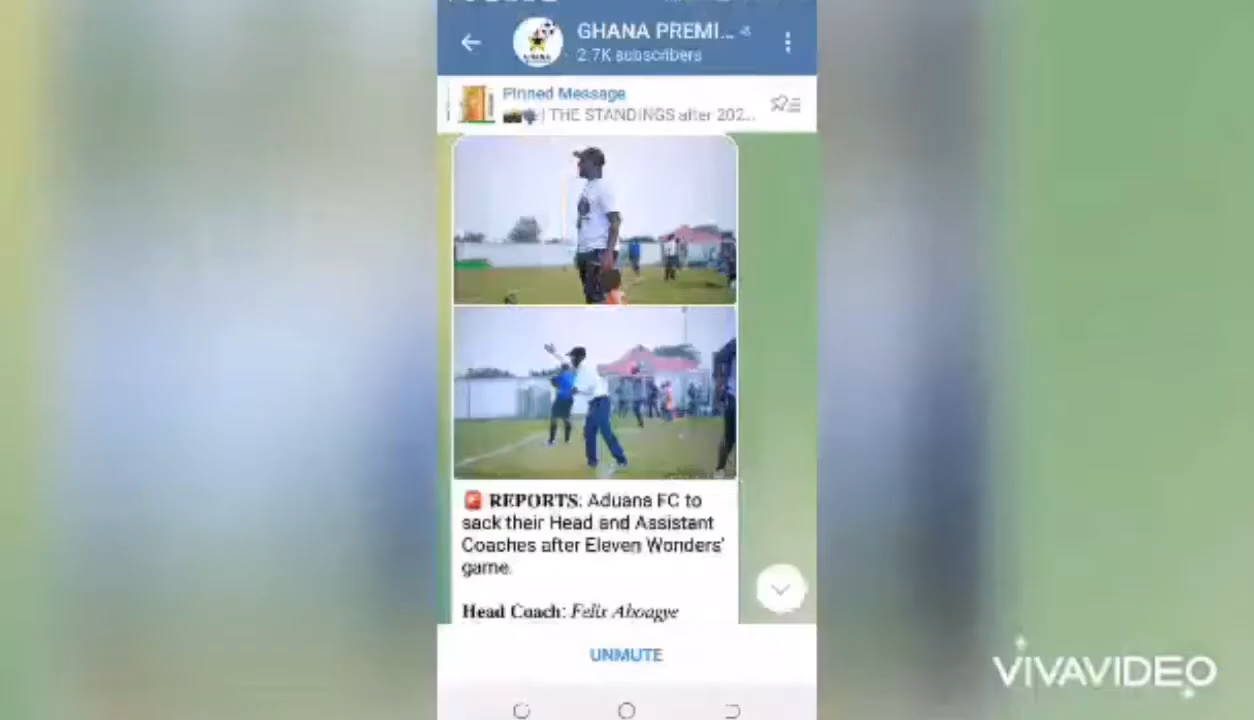 GHANA PREMI...
2.7K subscribers
Pinned Message
| THE STANDINGS after 202...
REPORTS: Aduana FC to
sack their Head and Assistant
Coaches after Eleven Wonders'
game.
Head Coach: Felix Aboagye
UNMUTE
VIVAVIDEO